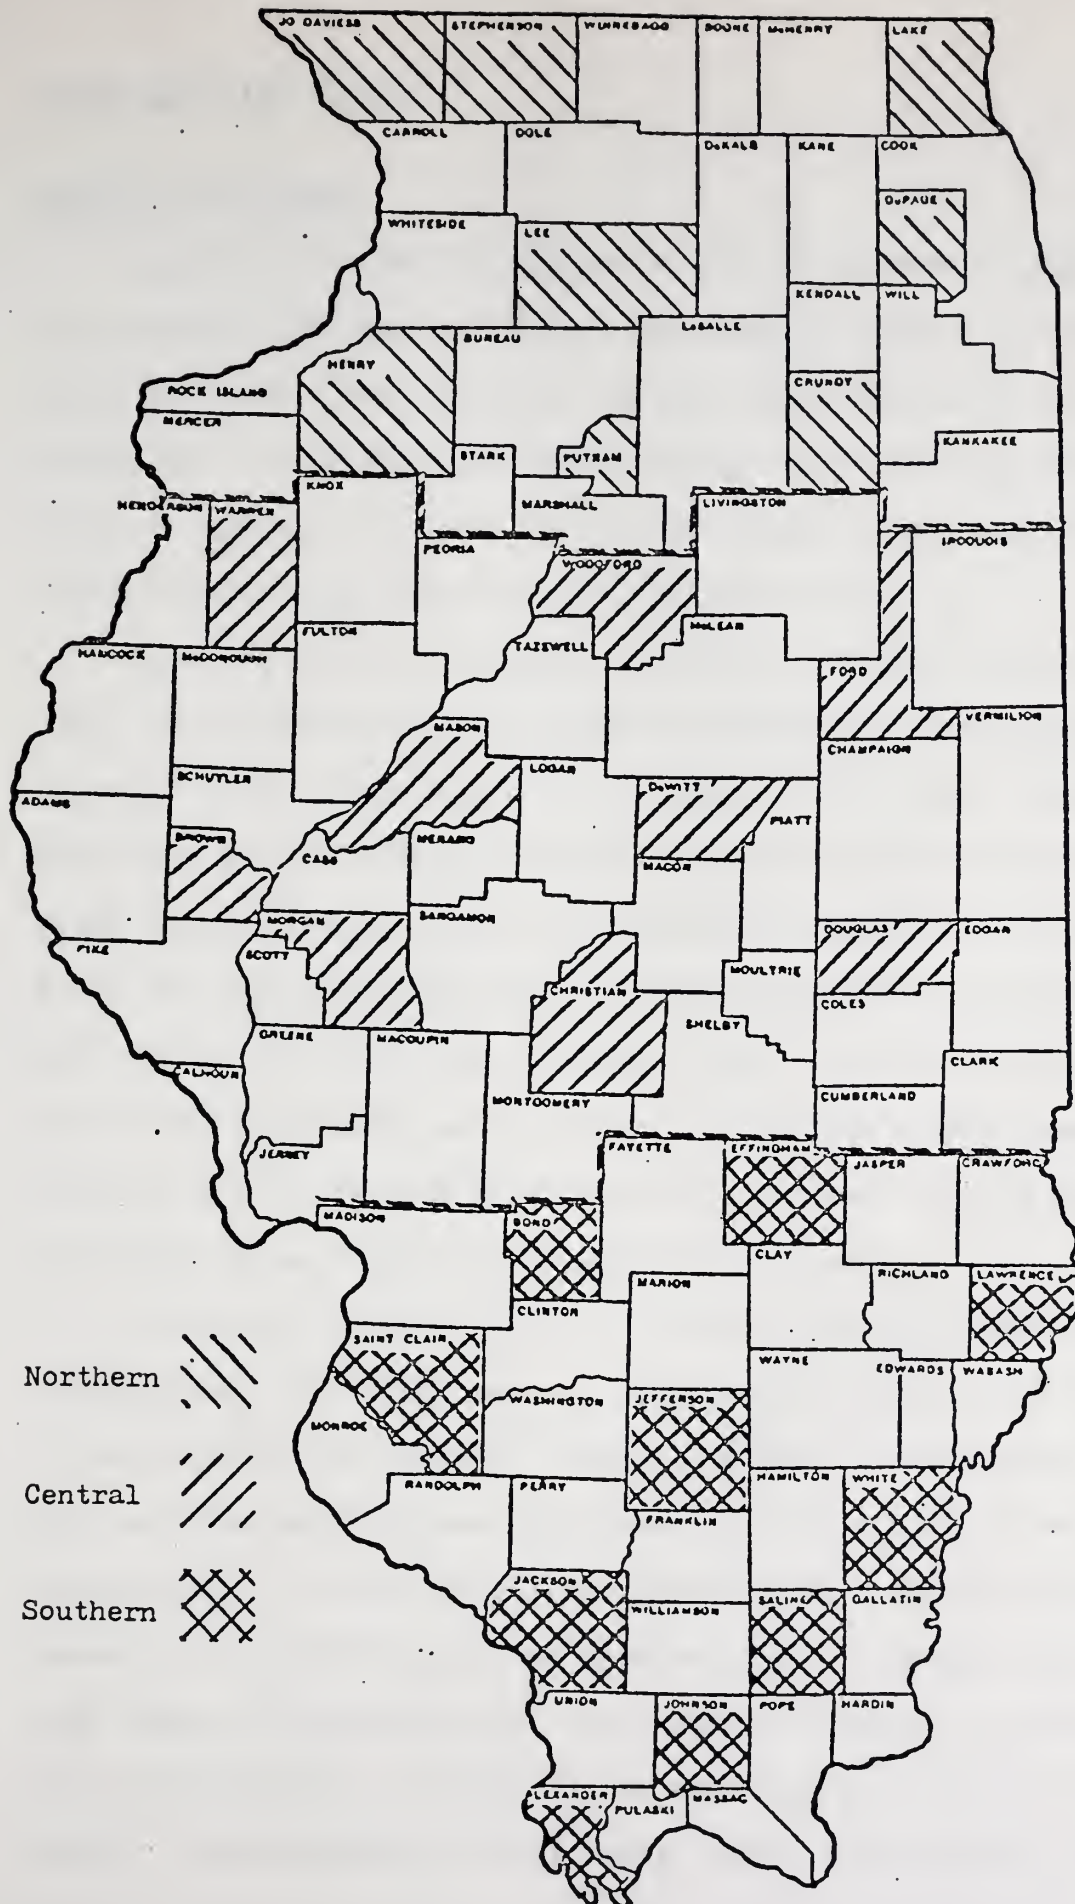 JO DAVIESS STEPHENSON WINNEBAGO BOONE McHENRY LAKE
CARROLL OGLE DeKALB KANE COOK
DuPAGE
WHITESIDE LEE
KENDALL WILL
BUREAU LaSALLE
HENRY
ROCK ISLAND GRUNDY
MERCER
STARK PUTNAM KANKAKEE
KNOX
HENDERSON WARREN MARSHALL LIVINGSTON
PEORIA WOODFORD IROQUOIS
FULTON TAZEWELL McLEAN
HANCOCK McDONOUGH FORD
MASON VERMILION
CHAMPAIGN
SCHUYLER LOGAN
ADAMS DeWITT
PIATT
BROWN CASS MENARD
MACON
MORGAN SANGAMON DOUGLAS EDGAR
PIKE SCOTT
MOULTRIE
CHRISTIAN
SHELBY COLES
GREENE MACOUPIN
CALHOUN CLARK
MONTGOMERY CUMBERLAND
JERSEY FAYETTE EFFINGHAM JASPER CRAWFORD
MADISON BOND
CLAY
MARION RICHLAND LAWRENCE
CLINTON
SAINT CLAIR
WAYNE EDWARDS WABASH
Northern
WASHINGTON JEFFERSON
MONROE
RANDOLPH PERRY HAMILTON WHITE
Central
FRANKLIN
JACKSON
SALINE GALLATIN
Southern
WILLIAMSON
UNION JOHNSON POPE HARDIN
ALEXANDER PULASKI MASSAC